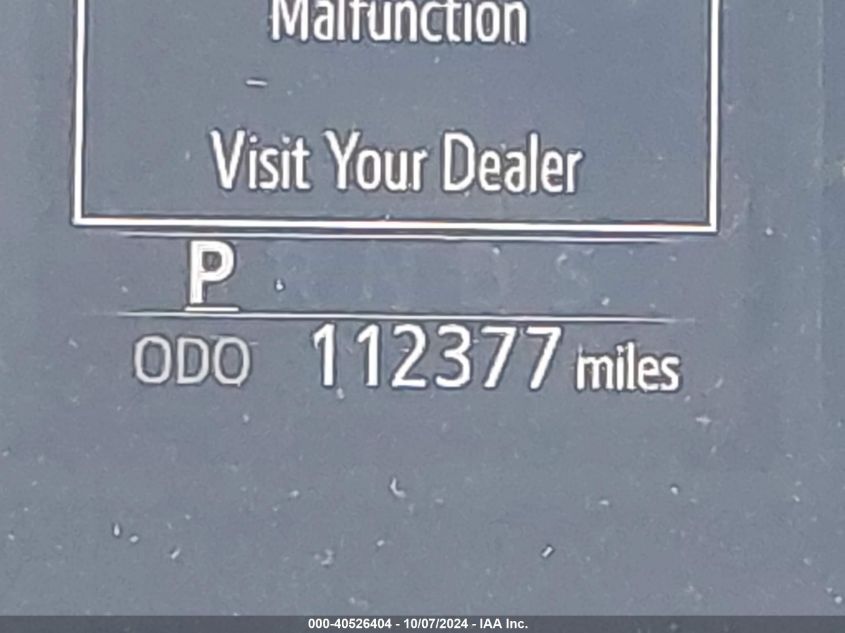 Malfunction
Visit Your Dealer
P
ODO 112377 miles
000-40526404 - 10/07/2024 - IAA Inc.